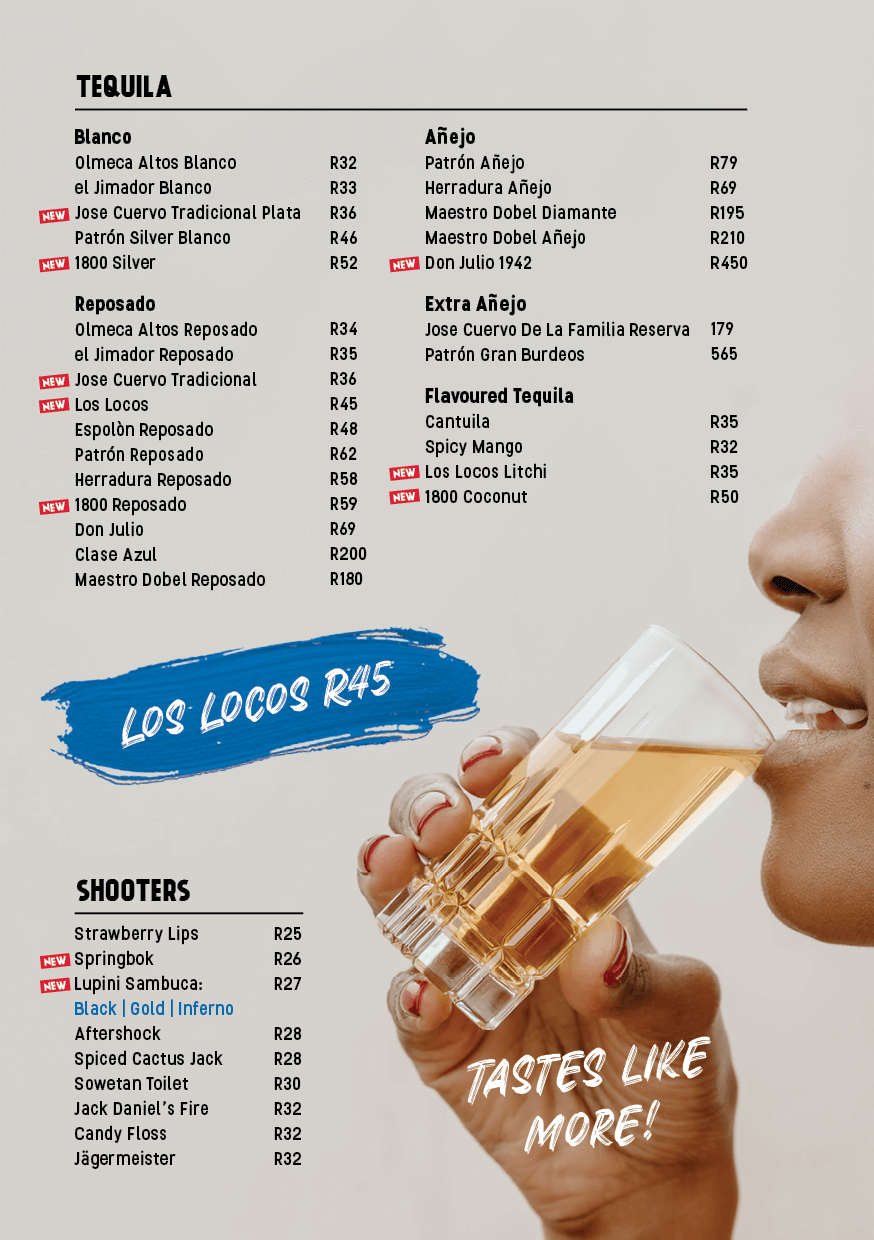 TEQUILA
Blanco
Olmeca Altos Blanco R32
el Jimador Blanco R33
NEW Jose Cuervo Tradicional Plata R36
Patrón Silver Blanco R46
NEW 1800 Silver R52
Reposado
Olmeca Altos Reposado R34
el Jimador Reposado R35
NEW Jose Cuervo Tradicional R36
NEW Los Locos R45
Espolòn Reposado R48
Patrón Reposado R62
Herradura Reposado R58
NEW 1800 Reposado R59
Don Julio R69
Clase Azul R200
Maestro Dobel Reposado R180
Añejo
Patrón Añejo R79
Herradura Añejo R69
Maestro Dobel Diamante R195
Maestro Dobel Añejo R210
NEW Don Julio 1942 R450
Extra Añejo
Jose Cuervo De La Familia Reserva 179
Patrón Gran Burdeos 565
Flavoured Tequila
Cantuila R35
Spicy Mango R32
NEW Los Locos Litchi R35
NEW 1800 Coconut R50
LOS LOCOS R45
SHOOTERS
Strawberry Lips R25
NEW Springbok R26
NEW Lupini Sambuca: R27
Black | Gold | Inferno
Aftershock R28
Spiced Cactus Jack R28
Sowetan Toilet R30
Jack Daniel's Fire R32
Candy Floss R32
Jägermeister R32
TASTES LIKE
MORE!